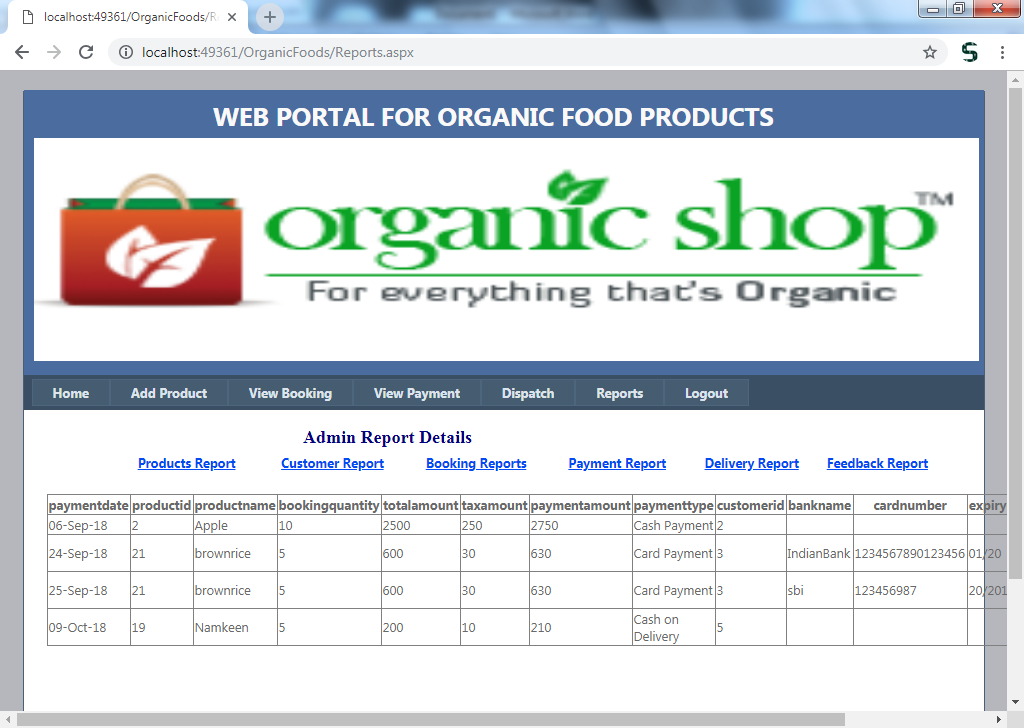 localhost:49361/OrganicFoods/R
localhost:49361/OrganicFoods/Reports.aspx
WEB PORTAL FOR ORGANIC FOOD PRODUCTS
organic shop™
For everything that's Organic
Home Add Product View Booking View Payment Dispatch Reports Logout
Admin Report Details
Products Report Customer Report Booking Reports Payment Report Delivery Report Feedback Report
paymentdate productid productname bookingquantity totalamount taxamount paymentamount paymenttype customerid bankname cardnumber expiry
06-Sep-18 2 Apple 10 2500 250 2750 Cash Payment 2
24-Sep-18 21 brownrice 5 600 30 630 Card Payment 3 IndianBank 1234567890123456 01/20
25-Sep-18 21 brownrice 5 600 30 630 Card Payment 3 sbi 123456987 20/201
09-Oct-18 19 Namkeen 5 200 10 210 Cash on Delivery 5